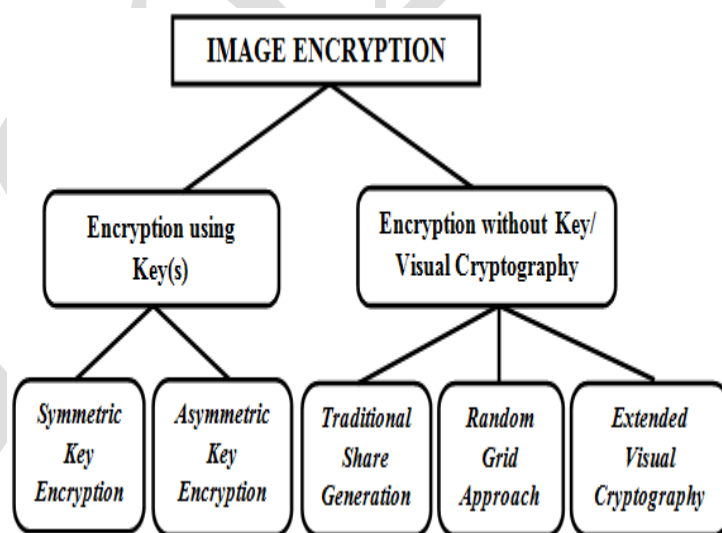 IMAGE ENCRYPTION
Encryption using
Key(s)
Encryption without Key/
Visual Cryptography
Symmetric
Key
Encryption
Asymmetric
Key
Encryption
Traditional
Share
Generation
Random
Grid
Approach
Extended
Visual
Cryptography